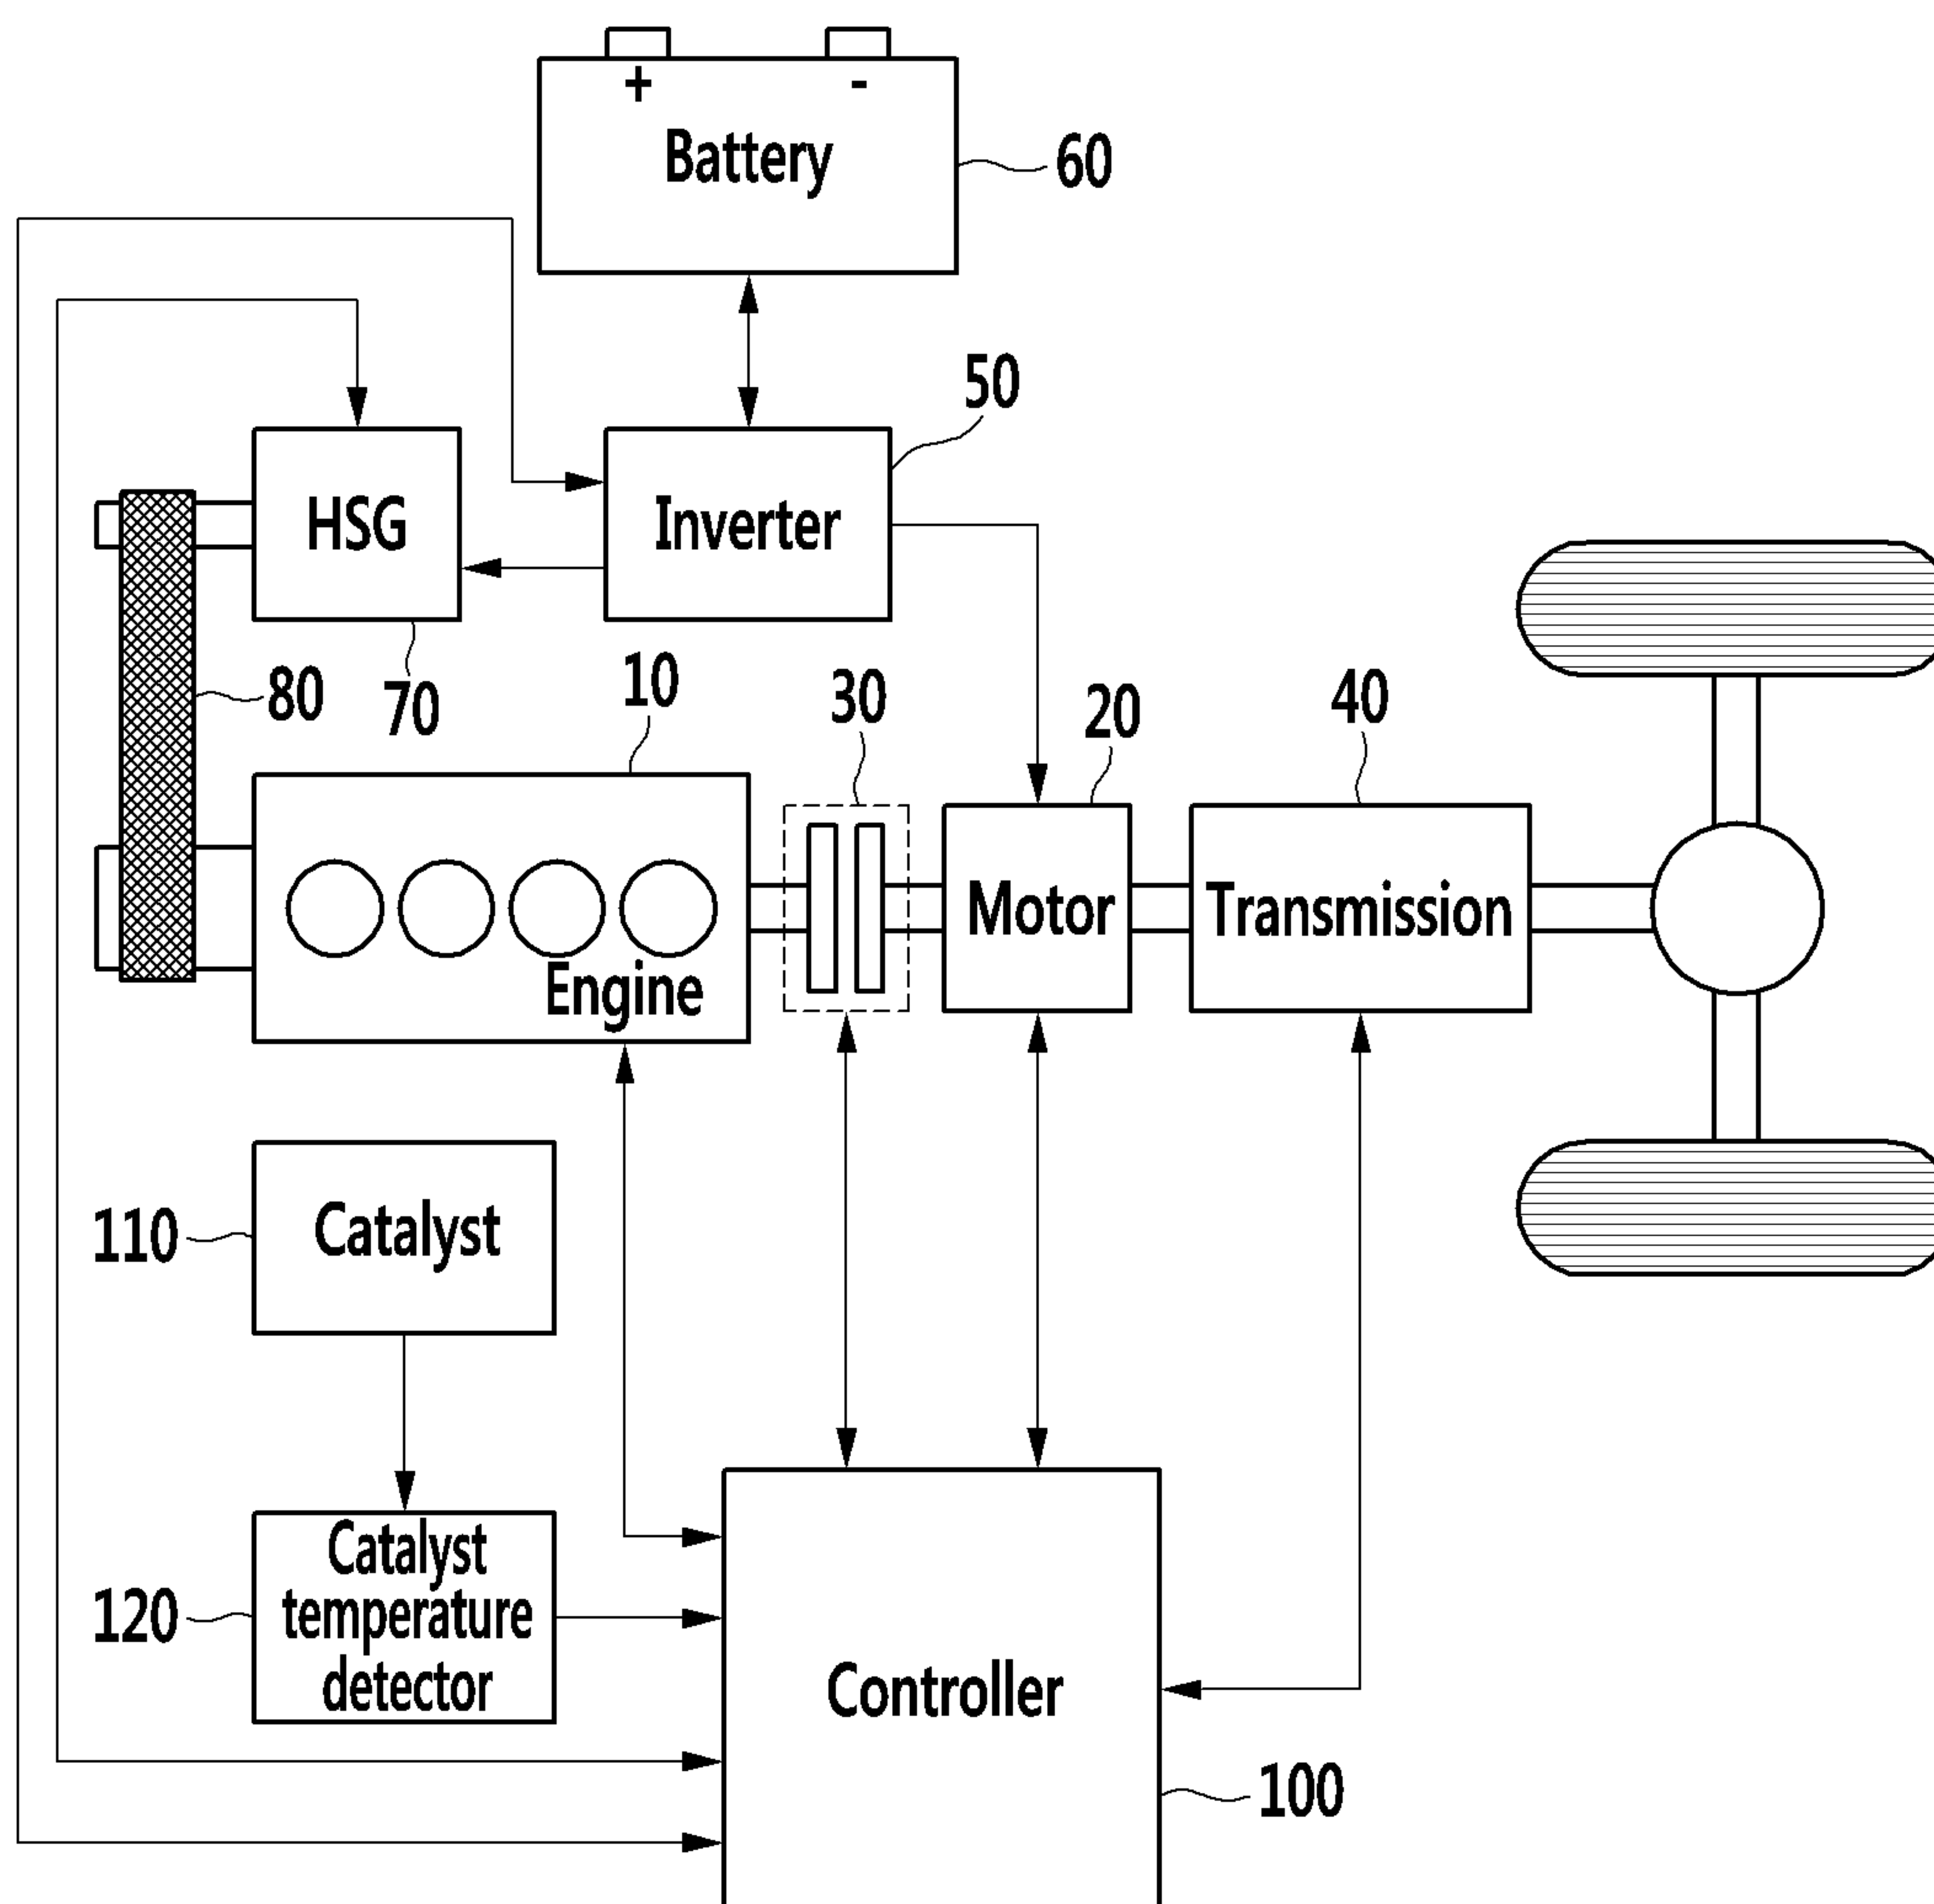 + -
Battery
60
50
HSG
Inverter
80
70
10
30
20
40
Motor
Transmission
Engine
110
Catalyst
120
Catalyst
temperature
detector
Controller
100